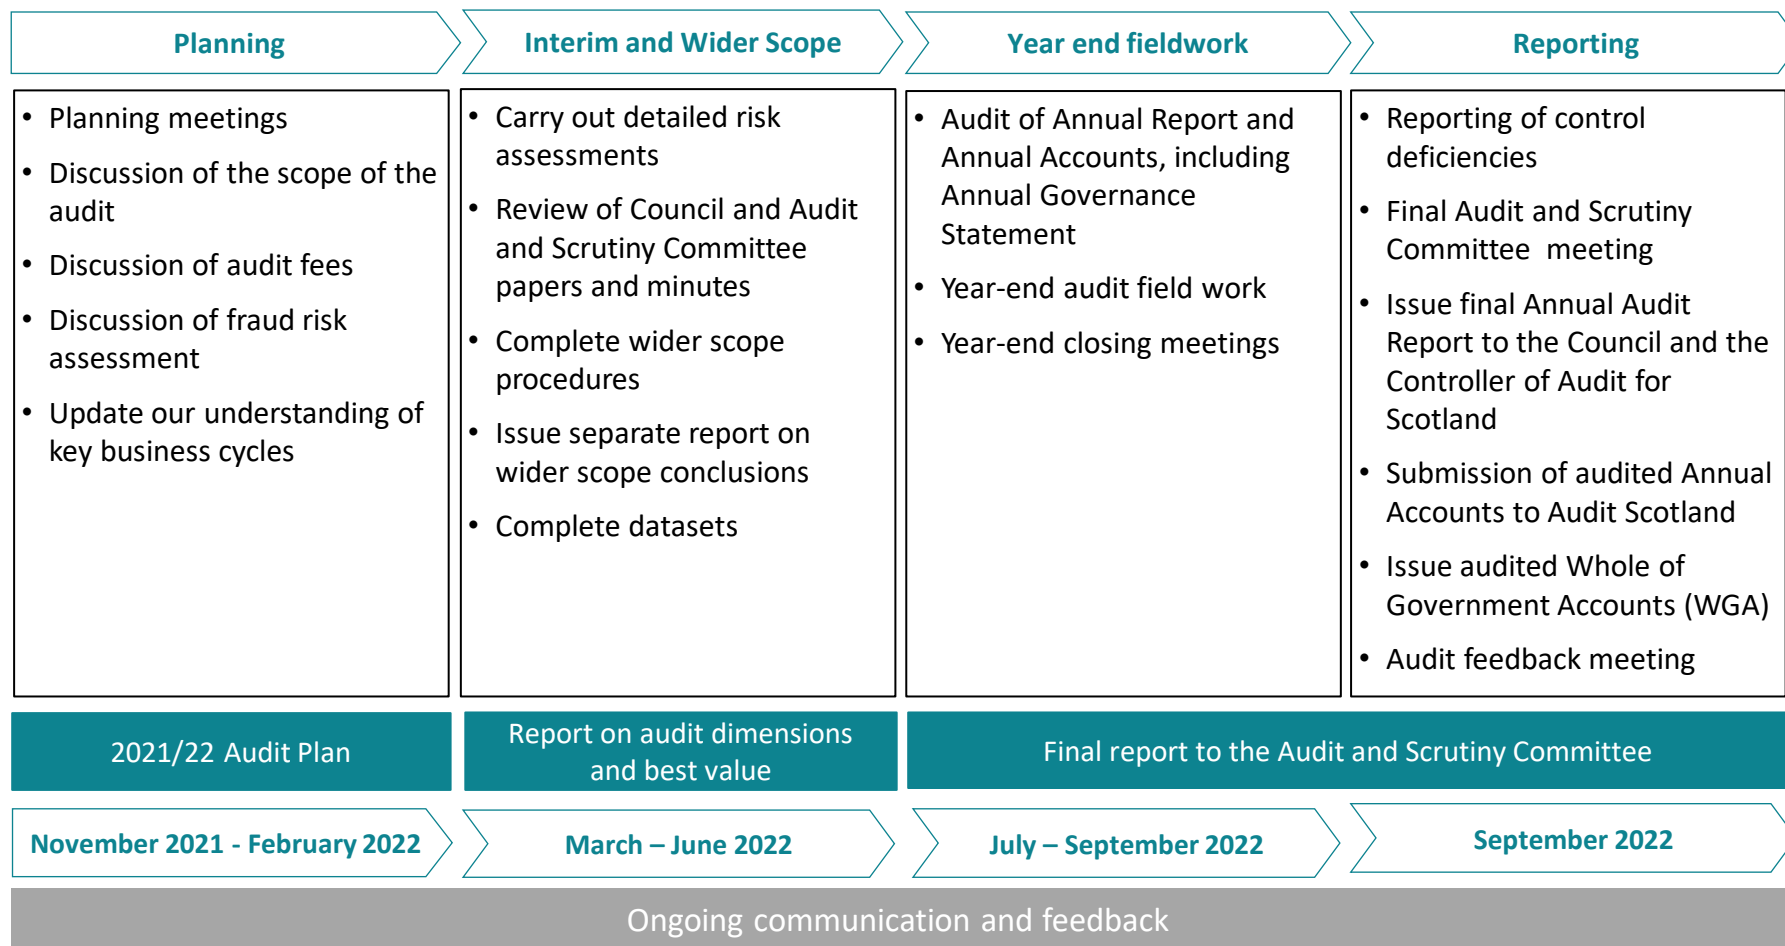 Planning
Interim and Wider Scope
Year end fieldwork
Reporting
• Planning meetings
• Discussion of the scope of the
audit
• Discussion of audit fees
• Discussion of fraud risk
assessment
• Update our understanding of
key business cycles
• Carry out detailed risk
assessments
• Review of Council and Audit
and Scrutiny Committee
papers and minutes
• Complete wider scope
procedures
• Issue separate report on
wider scope conclusions
• Complete datasets
• Audit of Annual Report and
Annual Accounts, including
Annual Governance
Statement
• Year-end audit field work
• Year-end closing meetings
• Reporting of control
deficiencies
• Final Audit and Scrutiny
Committee meeting
• Issue final Annual Audit
Report to the Council and the
Controller of Audit for
Scotland
• Submission of audited Annual
Accounts to Audit Scotland
• Issue audited Whole of
Government Accounts (WGA)
• Audit feedback meeting
2021/22 Audit Plan
Report on audit dimensions
and best value
Final report to the Audit and Scrutiny Committee
November 2021 - February 2022
March – June 2022
July – September 2022
September 2022
Ongoing communication and feedback